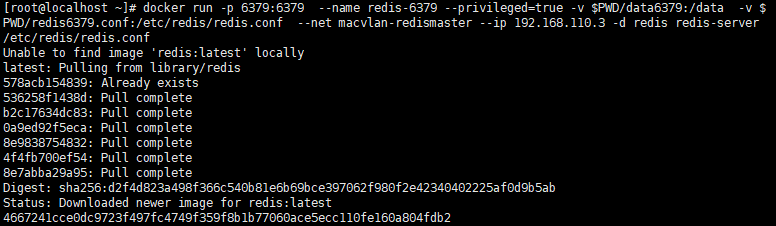 [root@localhost ~]# docker run -p 6379:6379  --name redis-6379 --privileged=true -v $PWD/data6379:/data  -v $
PWD/redis6379.conf:/etc/redis/redis.conf  --net macvlan-redismaster --ip 192.168.110.3 -d redis redis-server
/etc/redis/redis.conf
Unable to find image 'redis:latest' locally
latest: Pulling from library/redis
578acb154839: Already exists
536258f1438d: Pull complete
b2c17634dc83: Pull complete
0a9ed92f5eca: Pull complete
8e9838754832: Pull complete
4f4fb700ef54: Pull complete
8e7abba29a95: Pull complete
Digest: sha256:d2f4d823a498f366c540b81e6b69bce397062f980f2e42340402225af0d9b5ab
Status: Downloaded newer image for redis:latest
4667241cce0dc9723f497fc4749f359f8b1b77060ace5ecc110fe160a804fdb2